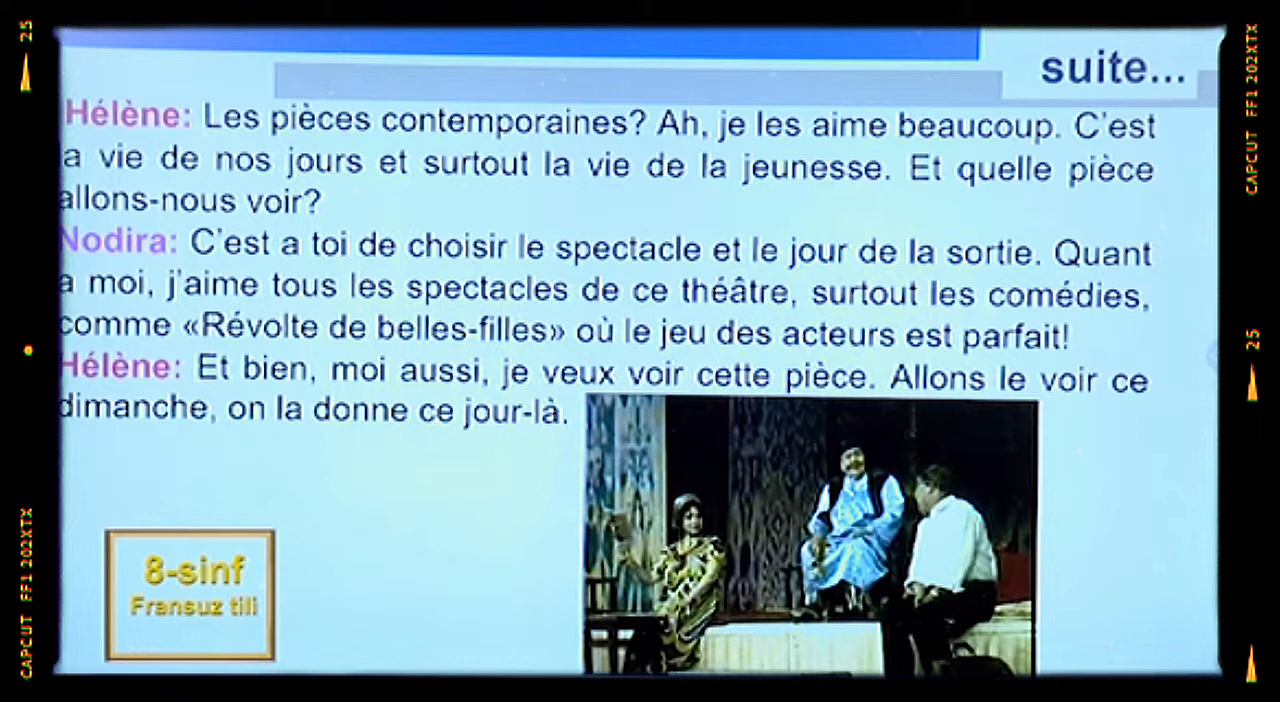 suite...
Hélène: Les pièces contemporaines? Ah, je les aime beaucoup. C'est
a vie de nos jours et surtout la vie de la jeunesse. Et quelle pièce
allons-nous voir?
Nodira: C'est a toi de choisir le spectacle et le jour de la sortie. Quant
a moi, j'aime tous les spectacles de ce théâtre, surtout les comédies,
comme «Révolte de belles-filles» où le jeu des acteurs est parfait!
Hélène: Et bien, moi aussi, je veux voir cette pièce. Allons le voir ce
dimanche, on la donne ce jour-là.
8-sinf
Fransuz tili
25
CAPCUT FF1 202XTX
CAPCUT FF1 202XTX
25